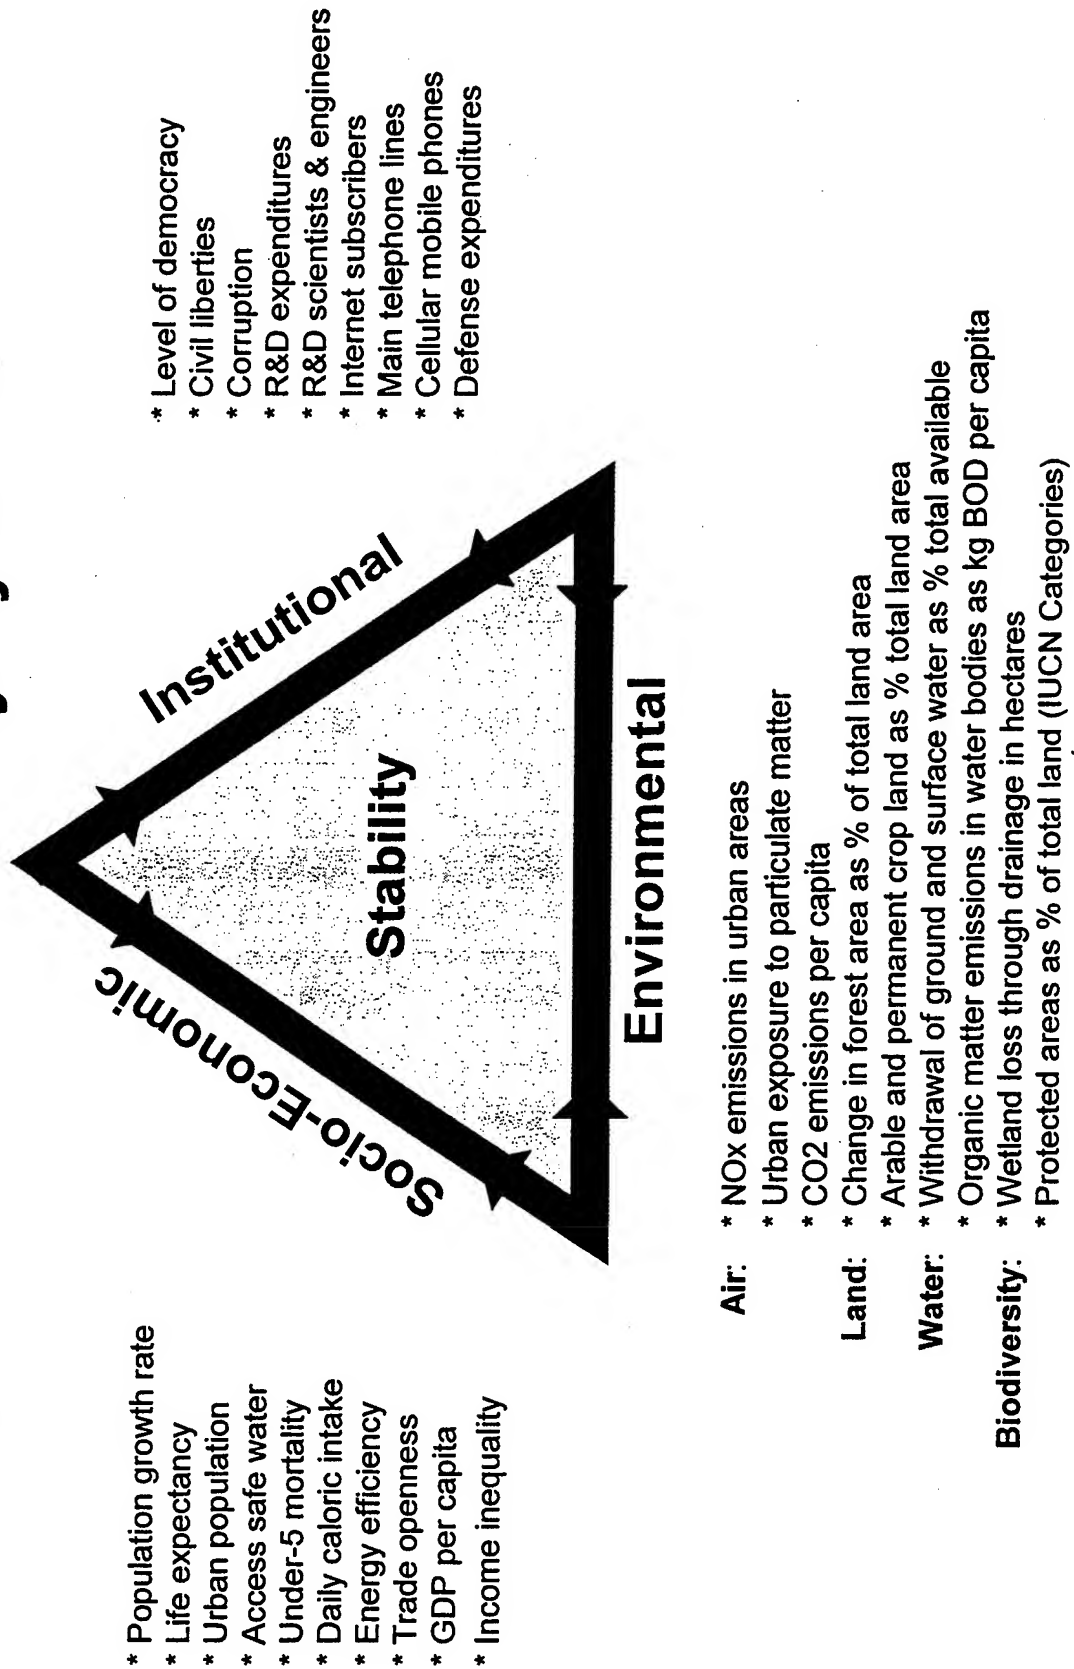 * Population growth rate
* Life expectancy
* Urban population
* Access safe water
* Under-5 mortality
* Daily caloric intake
* Energy efficiency
* Trade openness
* GDP per capita
* Income inequality
Socio-Economic
Institutional
Stability
Environmental
* Level of democracy
* Civil liberties
* Corruption
* R&D expenditures
* R&D scientists & engineers
* Internet subscribers
* Main telephone lines
* Cellular mobile phones
* Defense expenditures
Air: * NOx emissions in urban areas
* Urban exposure to particulate matter
* CO2 emissions per capita
Land: * Change in forest area as % of total land area
* Arable and permanent crop land as % total land area
Water: * Withdrawal of ground and surface water as % total available
* Organic matter emissions in water bodies as kg BOD per capita
Biodiversity: * Wetland loss through drainage in hectares
* Protected areas as % of total land (IUCN Categories)